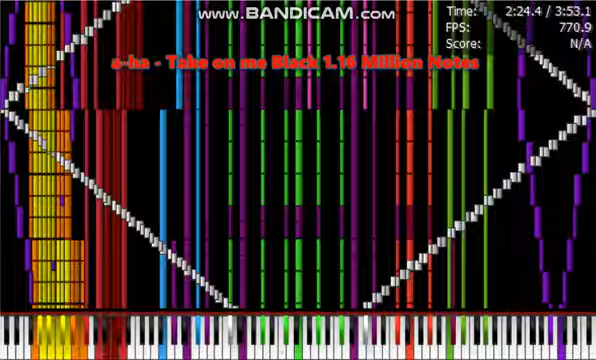 www.BANDICAM.com
Time: 2:24.4 / 3:53.1
FPS: 770.9
Score: N/A
a-ha - Take on me Black 1.16 Million Notes